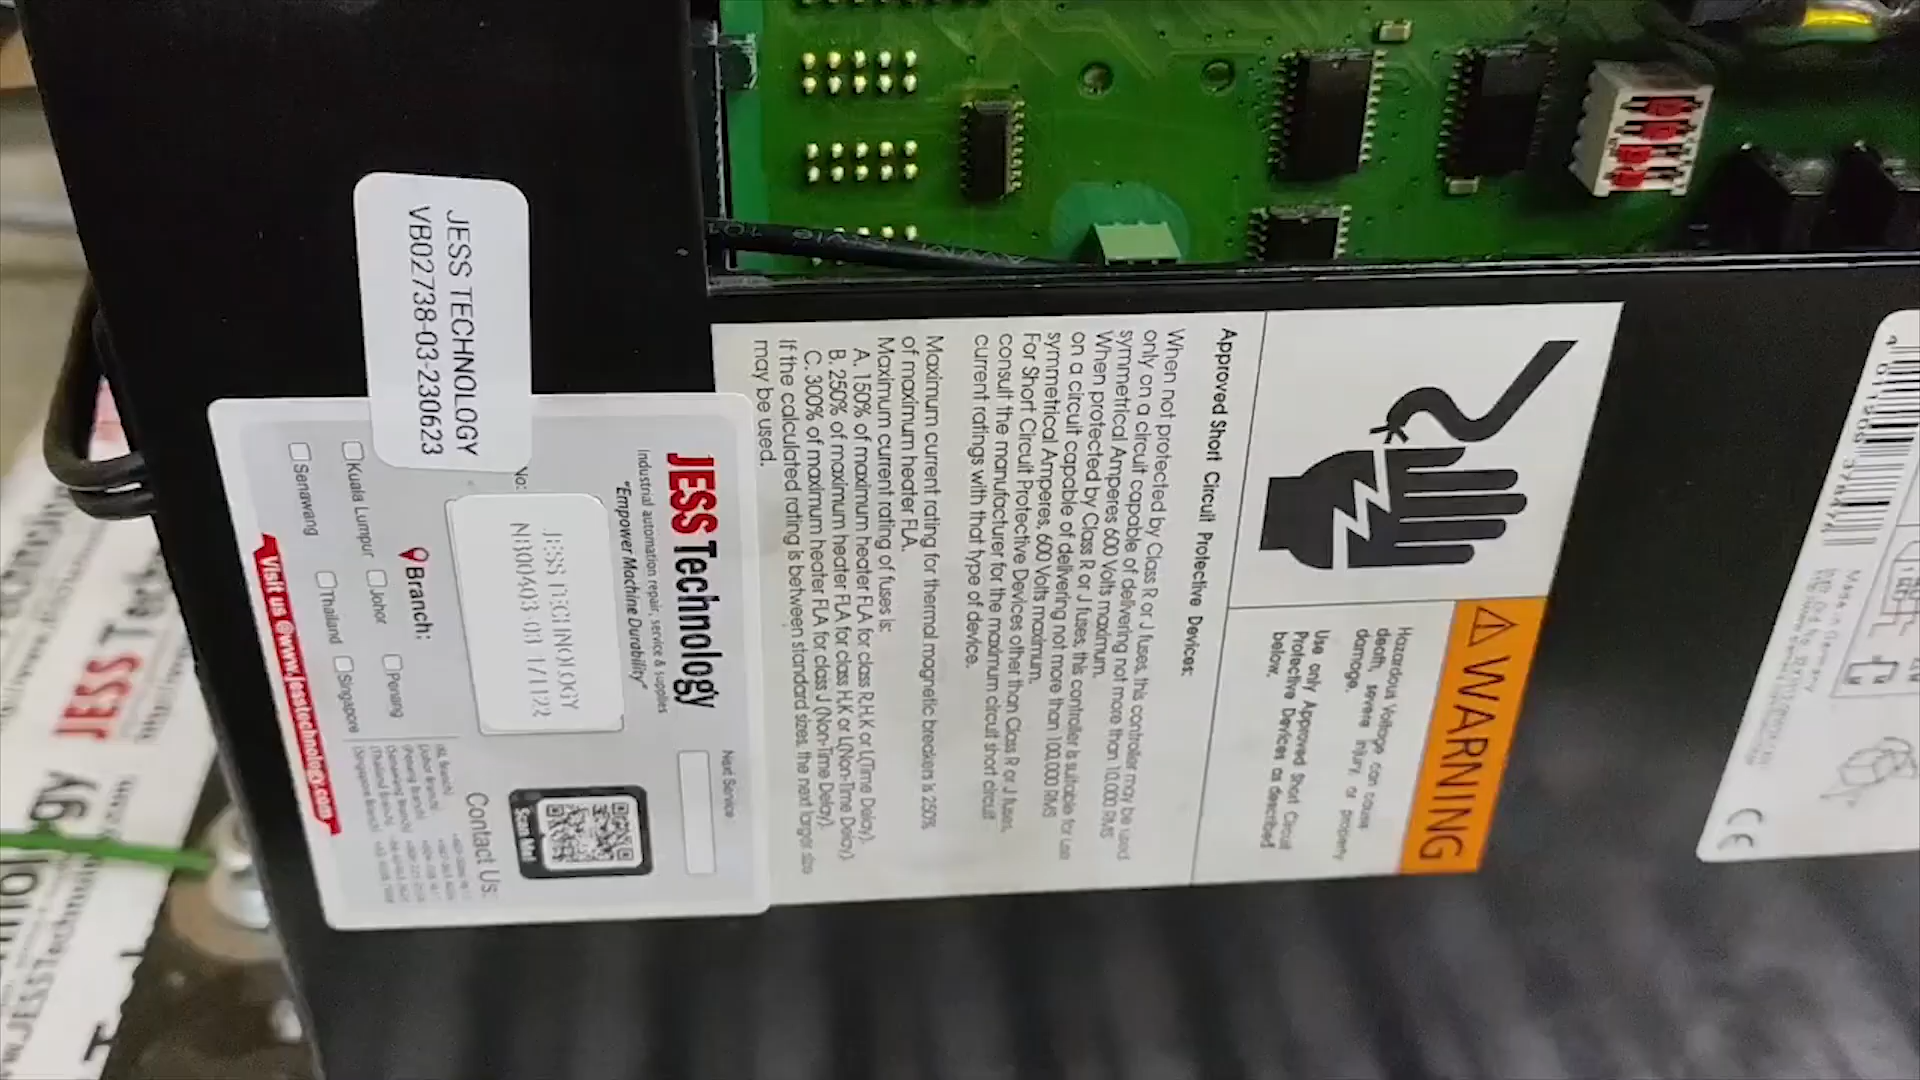 WARNING
Hazardous Voltage can cause
death, severe injury, or property
damage.
Use only Approved Short Circuit
Protective Devices as described
below.
Approved Short Circuit Protective Devices:
When not protected by Class R or J fuses, this controller may be used
only on a circuit capable of delivering not more than 10,000 RMS
symmetrical Amperes 600 Volts maximum.
When protected by Class R or J fuses, this controller is suitable for use
on a circuit capable of delivering not more than 100,000 RMS
symmetrical Amperes, 600 Volts maximum.
For Short Circuit Protective Devices other than Class R or J fuses,
consult the manufacturer for the maximum circuit short circuit
current ratings with that type of device.
Maximum current rating for thermal magnetic breakers is 250%
of maximum heater FLA.
Maximum current rating of fuses is:
A. 150% of maximum heater FLA for class R,H,K or L(Time Delay).
B. 250% of maximum heater FLA for class H,K or L(Non-Time Delay).
C. 300% of maximum heater FLA for class J (Non-Time Delay).
If the calculated rating is between standard sizes, the next larger size
may be used.
JESS TECHNOLOGY
VB02738-03-230623
JESS Technology
Industrial automation repair, service & supplies
"Empower Machine Durability"
Next Service
No:
JESS TECHNOLOGY
Scan Me!
Branch:
Kuala Lumpur
Johor
Penang
Senawang
Thailand
Singapore
Contact Us:
Visit us @www.jesstechnology.com
Made in Germany
CE
JESS Tech